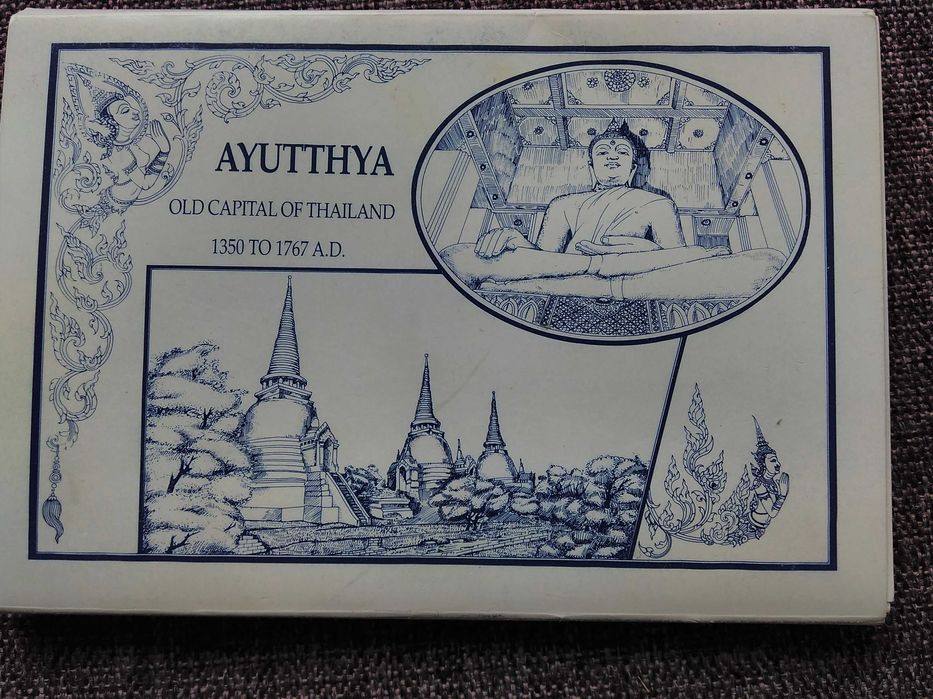 AYUTTHYA
OLD CAPITAL OF THAILAND
1350 TO 1767 A.D.